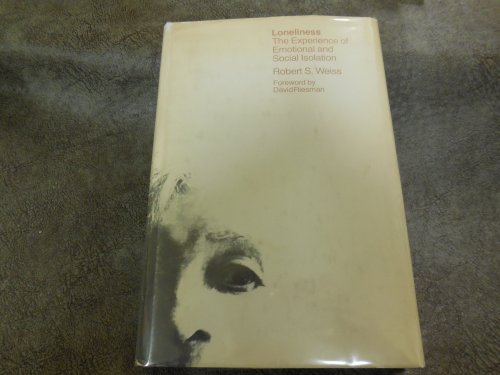 Loneliness
The Experience of
Emotional and
Social Isolation
Robert S. Weiss
Foreword by
David Riesman